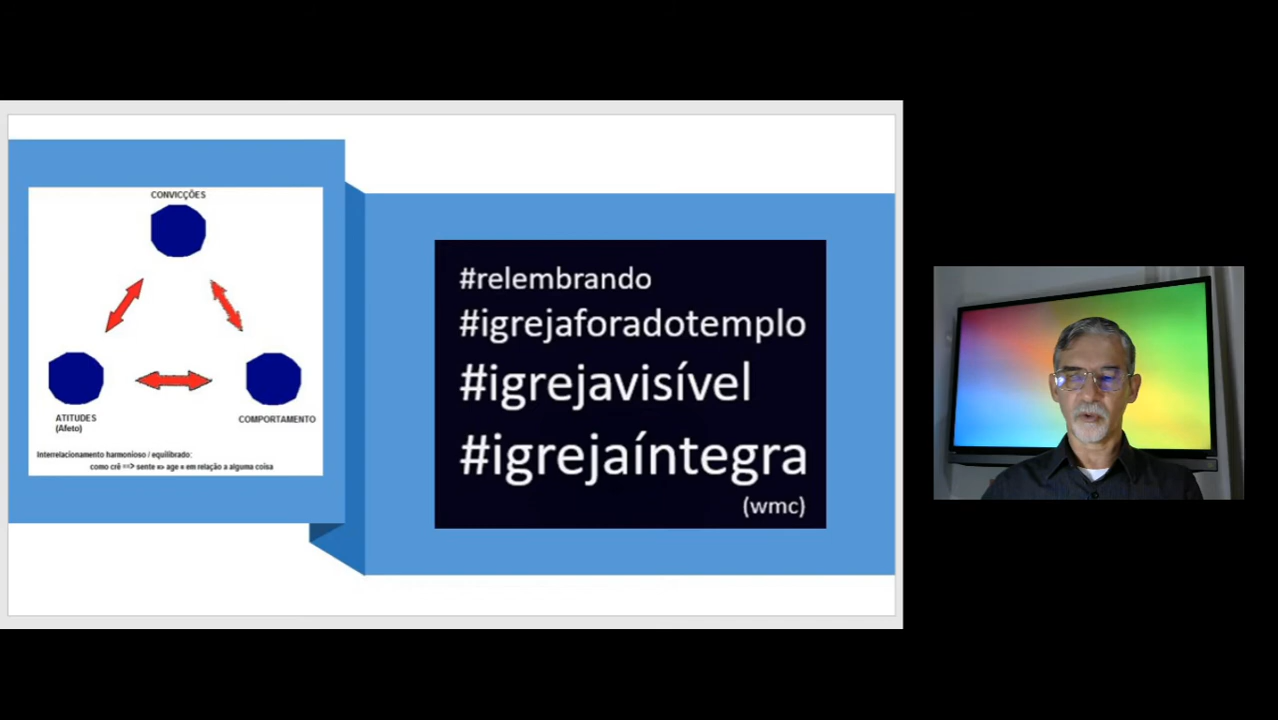 CONVICÇÕES
ATITUDES
(Afeto)
COMPORTAMENTO
Interrelacionamento harmonioso / equilibrado:
como crê ==> sente => age = em relação a alguma coisa
#relembrando
#igrejaforadotemplo
#igrejavisível
#igrejaíntegra
(wmc)